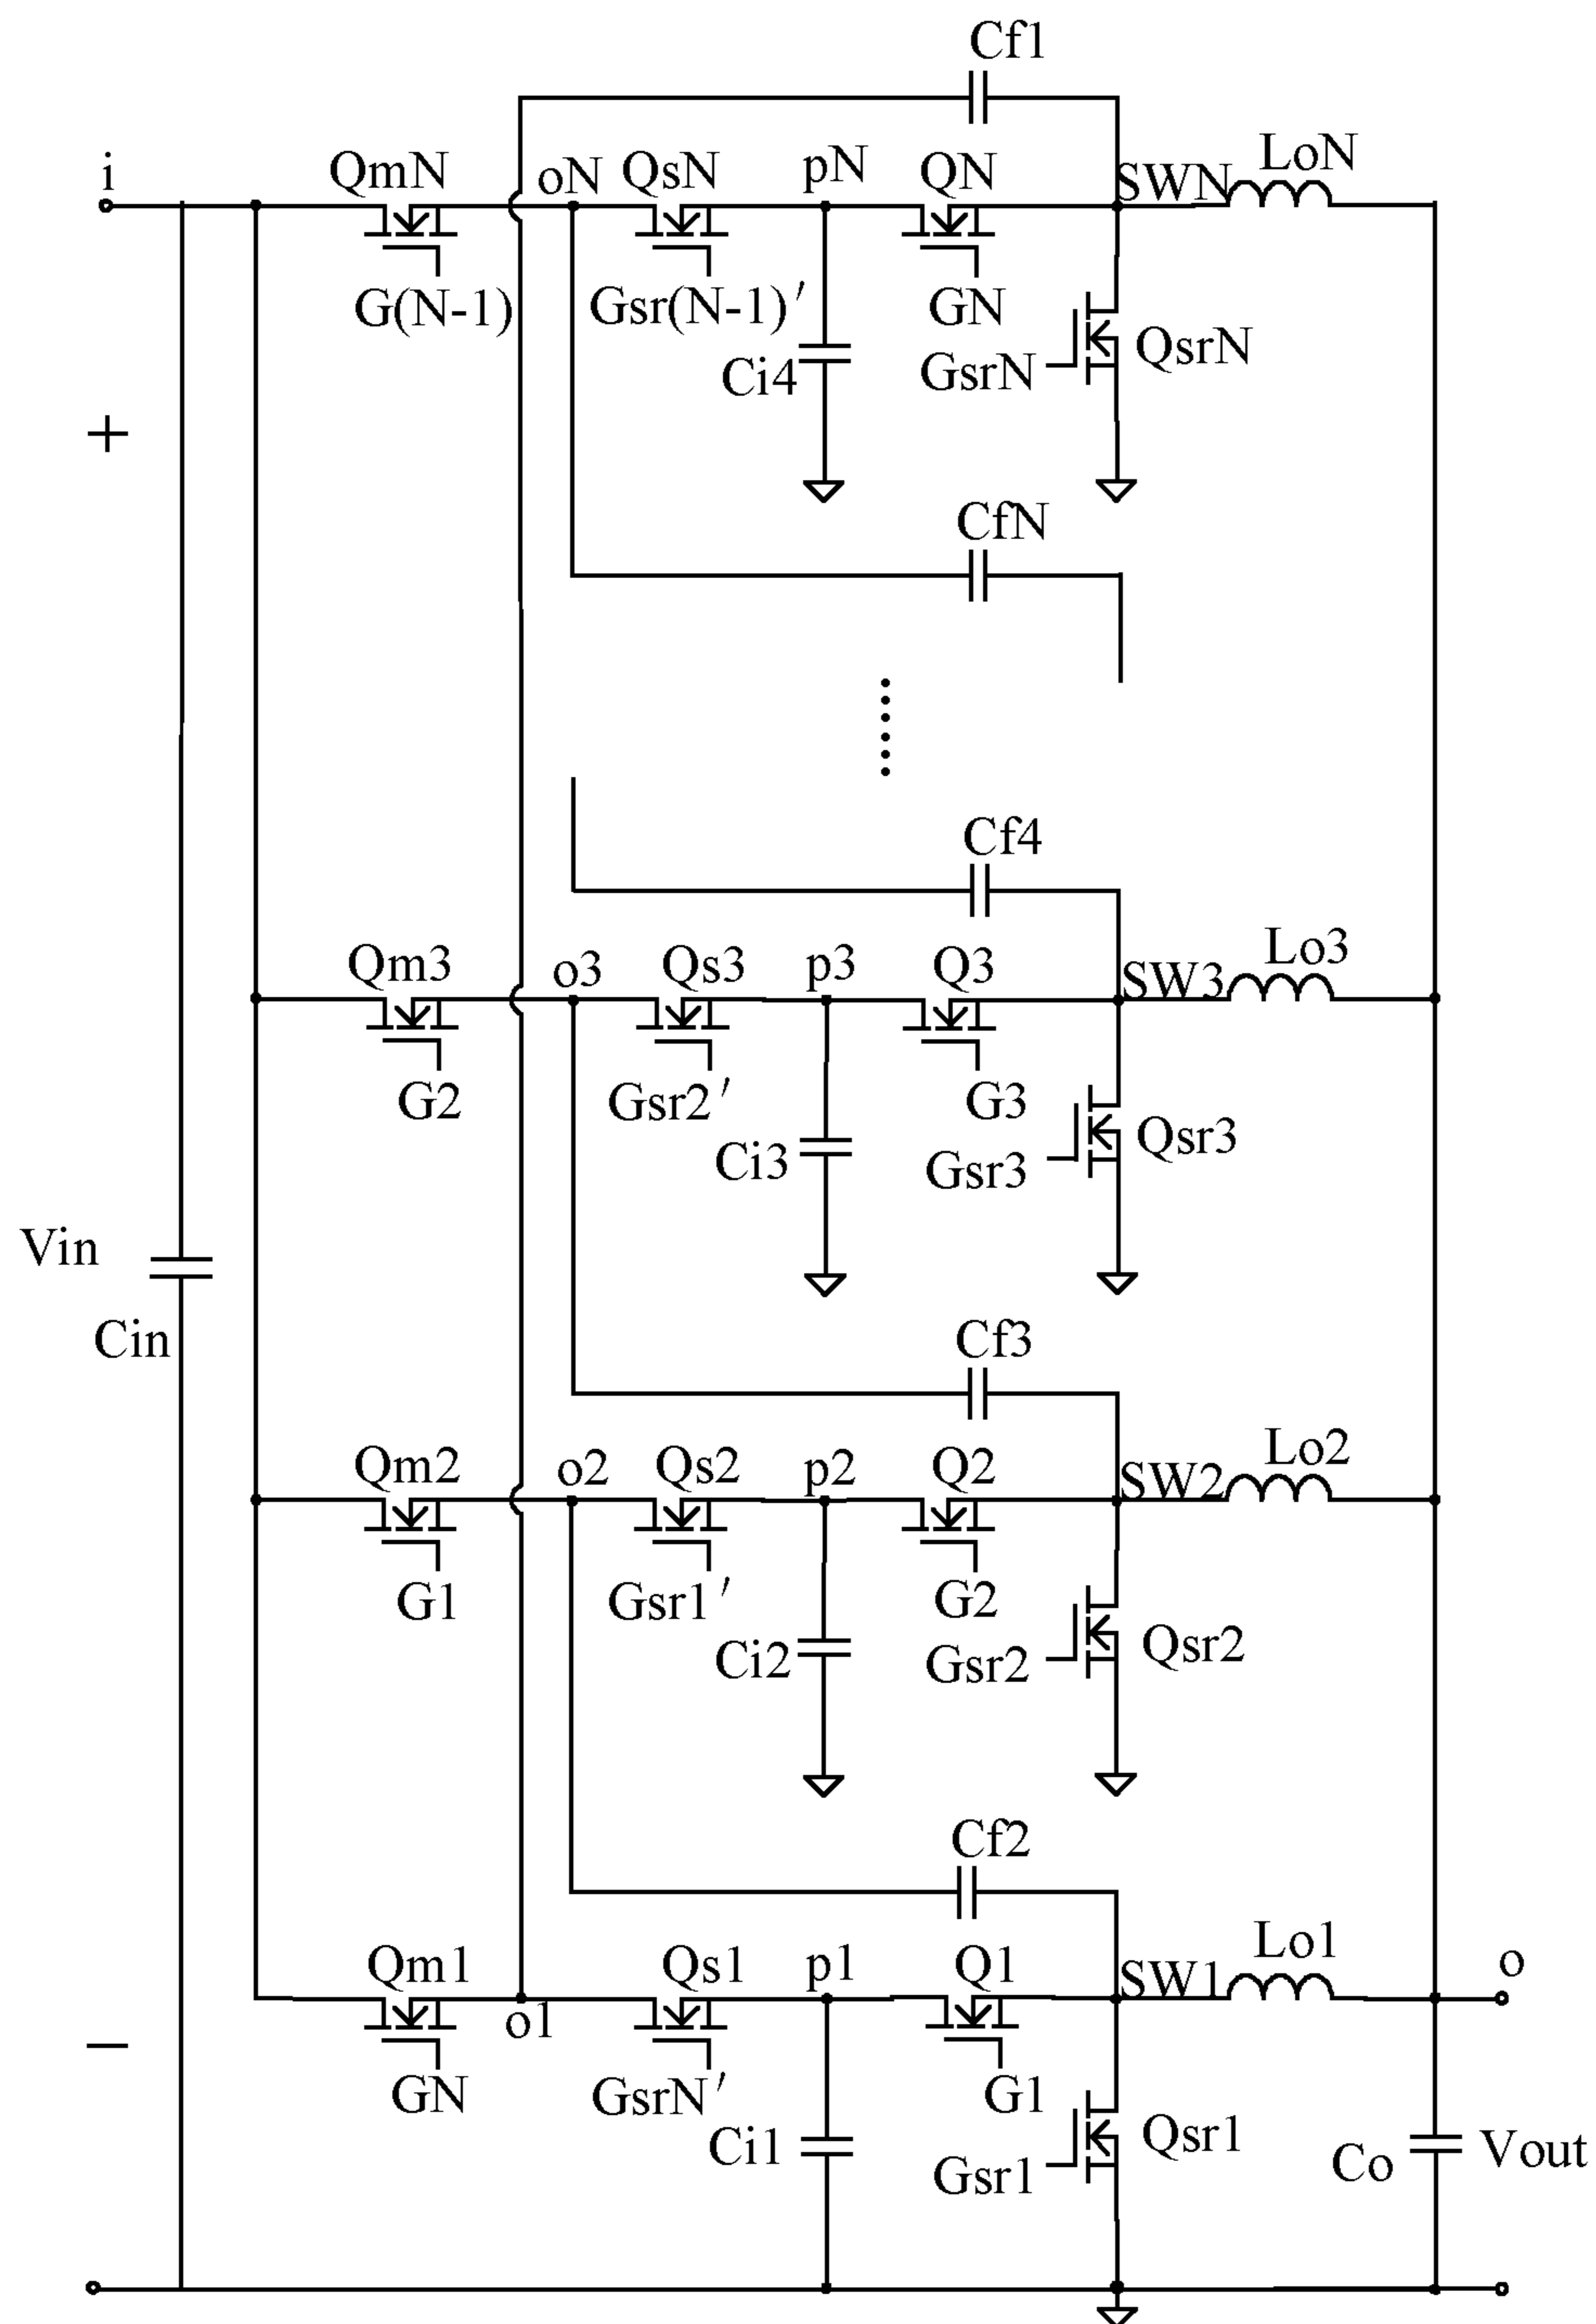 Cf1
i
QmN
oN
QsN
pN
QN
SWN
LoN
G(N-1)
Gsr(N-1)′
GN
Ci4
GsrN
QsrN
+
CfN
Cf4
Qm3
o3
Qs3
p3
Q3
SW3
Lo3
G2
Gsr2′
G3
Ci3
Gsr3
Qsr3
Vin
Cin
Cf3
Qm2
o2
Qs2
p2
Q2
SW2
Lo2
G1
Gsr1′
G2
Ci2
Gsr2
Qsr2
Cf2
Qm1
o1
Qs1
p1
Q1
SW1
Lo1
o
−
GN
GsrN′
G1
Ci1
Gsr1
Qsr1
Co
Vout